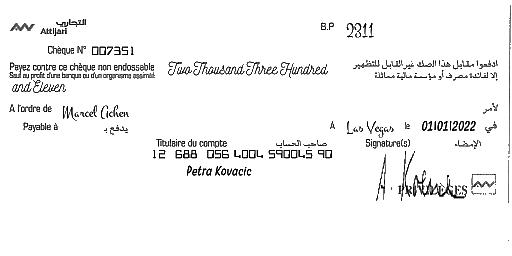 التجاري
Attijari
B.P 2311
Chèque N° 007351
Payez contre ce chèque non endossable Two Thousand Three Hundred ادفعوا مقابل هذا الصك غير القابل للتظهير
Sauf au profit d'une banque ou d'un organisme assimilé إلا لفائدة مصرف أو مؤسسة مالية مماثلة
and Eleven
A l'ordre de Marcel Cichen لأمر
Payable à يدفع بـ A Las Vegas le 01/01/2022 في
Titulaire du compte صاحب الحساب Signature(s) الإمضاء
12 688 056 4004 590045 90
Petra Kovacic
PRIVILÈGES